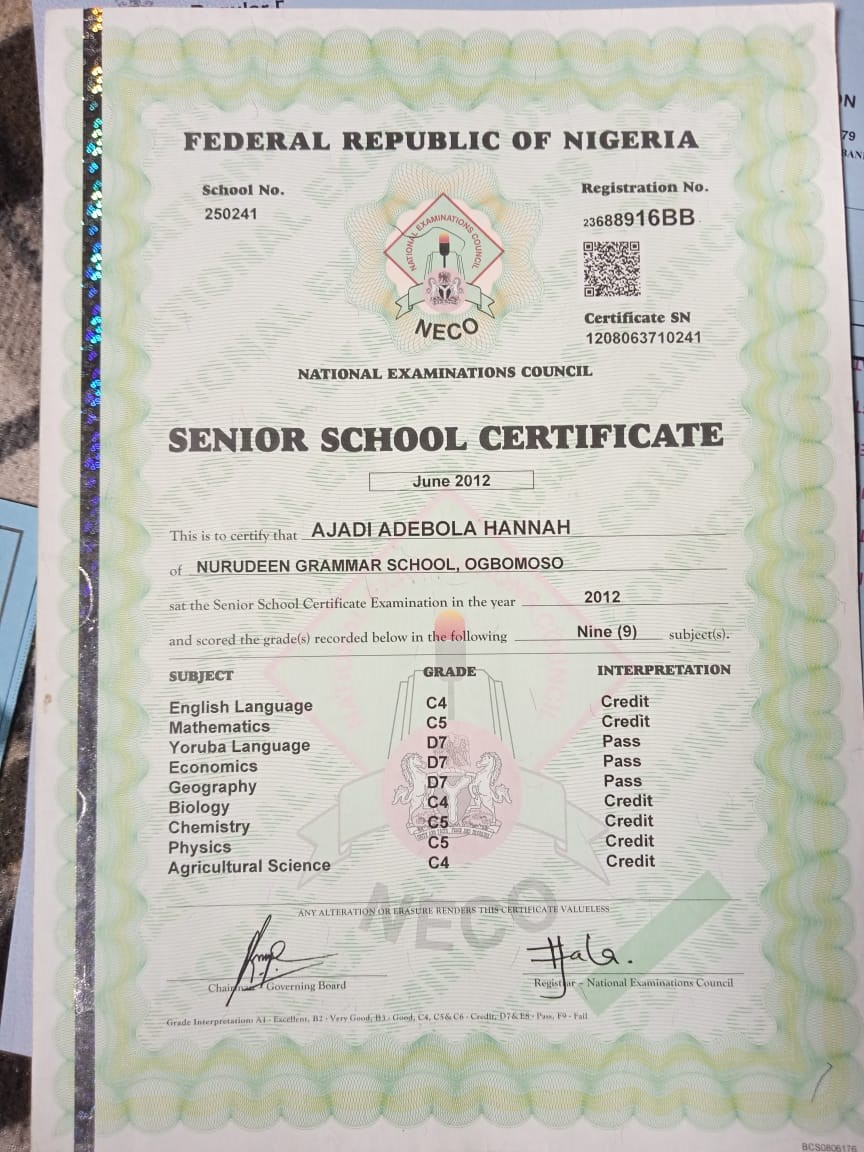 FEDERAL REPUBLIC OF NIGERIA
School No.
250241
Registration No.
23688916BB
NATIONAL EXAMINATIONS COUNCIL
NECO
Certificate SN
1208063710241
NATIONAL EXAMINATIONS COUNCIL
SENIOR SCHOOL CERTIFICATE
June 2012
This is to certify that AJADI ADEBOLA HANNAH
of NURUDEEN GRAMMAR SCHOOL, OGBOMOSO
sat the Senior School Certificate Examination in the year 2012
and scored the grade(s) recorded below in the following Nine (9) subject(s).
SUBJECT GRADE INTERPRETATION
English Language C4 Credit
Mathematics C5 Credit
Yoruba Language D7 Pass
Economics D7 Pass
Geography D7 Pass
Biology C4 Credit
Chemistry C5 Credit
Physics C5 Credit
Agricultural Science C4 Credit
NECO
ANY ALTERATION OR ERASURE RENDERS THIS CERTIFICATE VALUELESS
Chairman - Governing Board
Registrar – National Examinations Council
Grade Interpretation: A1 - Excellent, B2 - Very Good, B3 - Good, C4, C5 & C6 - Credit, D7 & E8 - Pass, F9 - Fail
BCS0806176